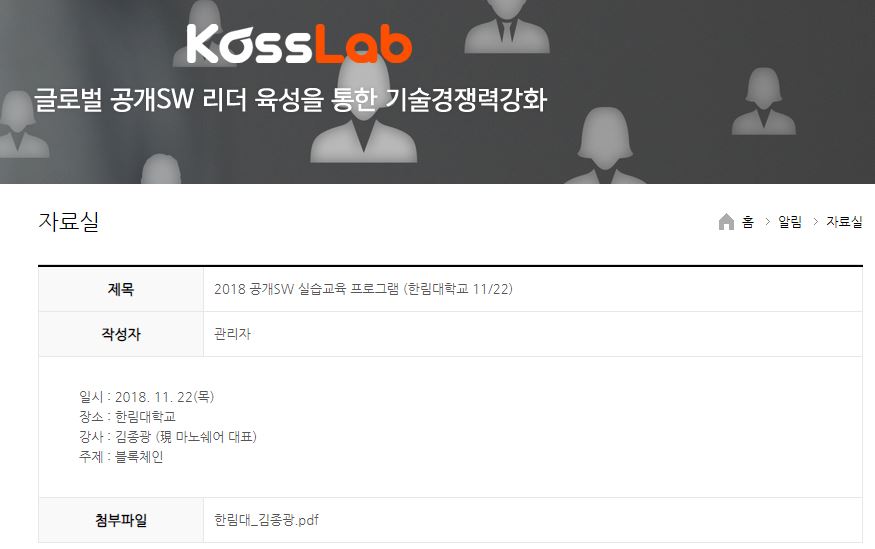 KossLab
글로벌 공개SW 리더 육성을 통한 기술경쟁력강화
자료실
홈 > 알림 > 자료실
제목
2018 공개SW 실습교육 프로그램 (한림대학교 11/22)
작성자
관리자
일시 : 2018. 11. 22(목)
장소 : 한림대학교
강사 : 김종광 (現 마노쉐어 대표)
주제 : 블록체인
첨부파일
한림대_김종광.pdf